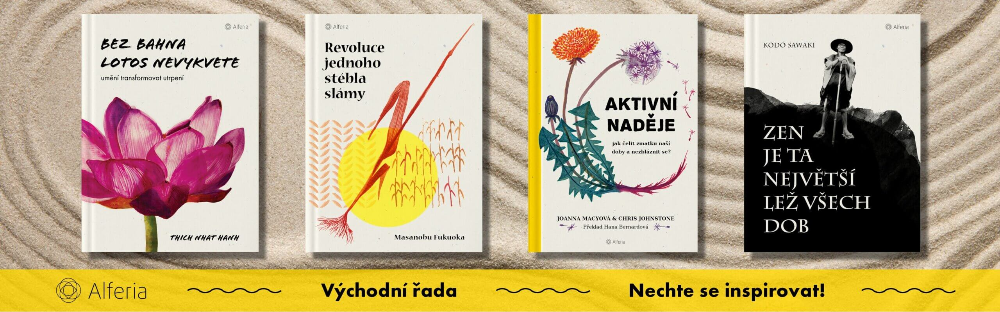 Alferia
BEZ BAHNA
LOTOS NEVYKVETE
umění transformovat utrpení
THICH NHAT HANH
Alferia
Revoluce
jednoho
stébla
slámy
Masanobu Fukuoka
AKTIVNÍ
NADĚJE
jak čelit zmatku naší
doby a nezbláznit se?
JOANNA MACYOVÁ & CHRIS JOHNSTONE
Překlad Hana Bernardová
Alferia
Alferia
KÓDÓ SAWAKI
ZEN
JE TA
NEJVĚTŠÍ
LEŽ VŠECH
DOB
Alferia
Východní řada
Nechte se inspirovat!